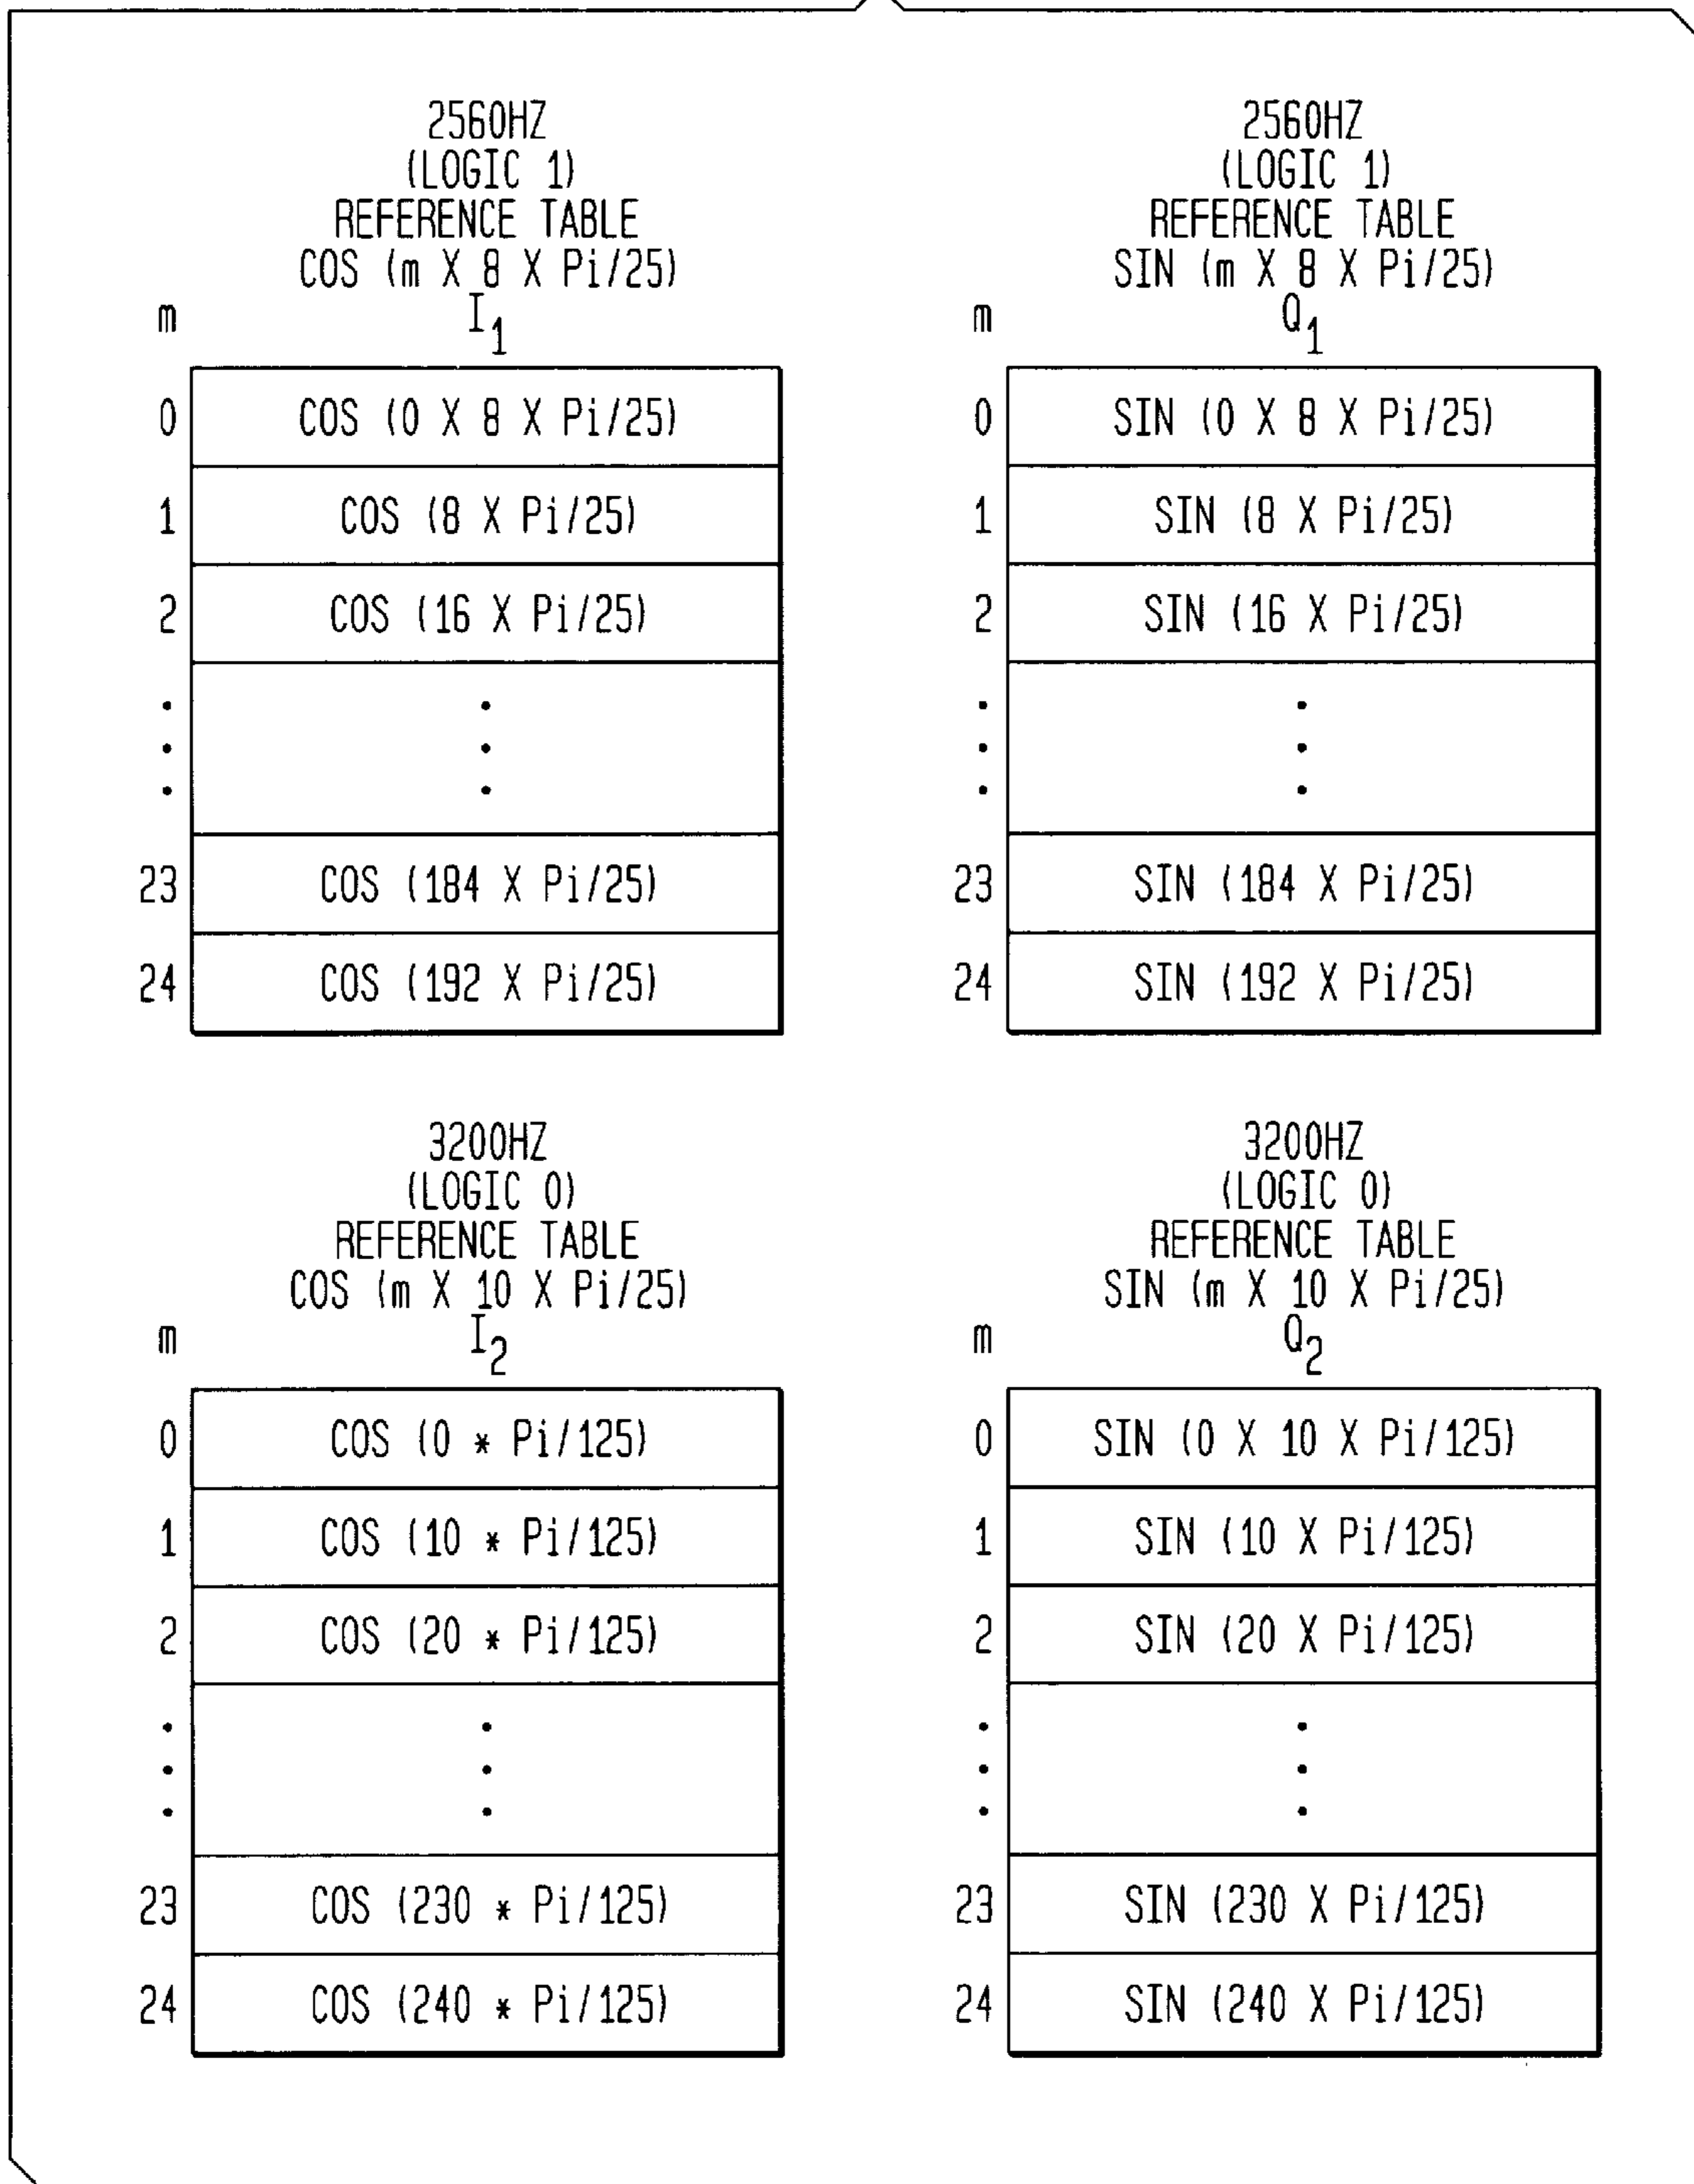 2560HZ
(LOGIC 1)
REFERENCE TABLE
COS (m X 8 X Pi/25)
m I1
0 COS (0 X 8 X Pi/25)
1 COS (8 X Pi/25)
2 COS (16 X Pi/25)
23 COS (184 X Pi/25)
24 COS (192 X Pi/25)
2560HZ
(LOGIC 1)
REFERENCE TABLE
SIN (m X 8 X Pi/25)
m Q1
0 SIN (0 X 8 X Pi/25)
1 SIN (8 X Pi/25)
2 SIN (16 X Pi/25)
23 SIN (184 X Pi/25)
24 SIN (192 X Pi/25)
3200HZ
(LOGIC 0)
REFERENCE TABLE
COS (m X 10 X Pi/25)
m I2
0 COS (0 * Pi/125)
1 COS (10 * Pi/125)
2 COS (20 * Pi/125)
23 COS (230 * Pi/125)
24 COS (240 * Pi/125)
3200HZ
(LOGIC 0)
REFERENCE TABLE
SIN (m X 10 X Pi/25)
m Q2
0 SIN (0 X 10 X Pi/125)
1 SIN (10 X Pi/125)
2 SIN (20 X Pi/125)
23 SIN (230 X Pi/125)
24 SIN (240 X Pi/125)